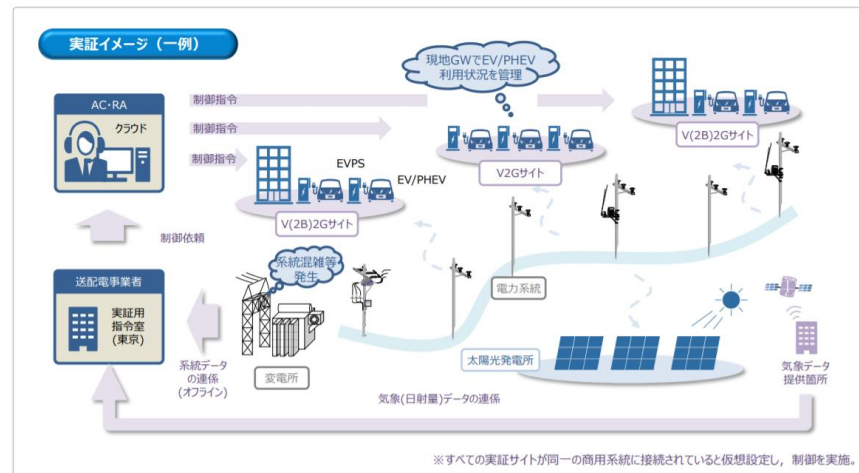 実証イメージ（一例）
現地GWでEV/PHEV
利用状況を管理
AC・RA
クラウド
制御指令
制御指令
制御指令
V(2B)2Gサイト
V2Gサイト
EVPS
EV/PHEV
V(2B)2Gサイト
制御依頼
系統混雑等
発生
電力系統
送配電事業者
実証用
指令室
(東京)
系統データ
の連係
(オフライン)
変電所
太陽光発電所
気象データ
提供箇所
気象(日射量)データの連係
※すべての実証サイトが同一の商用系統に接続されていると仮想設定し，制御を実施。